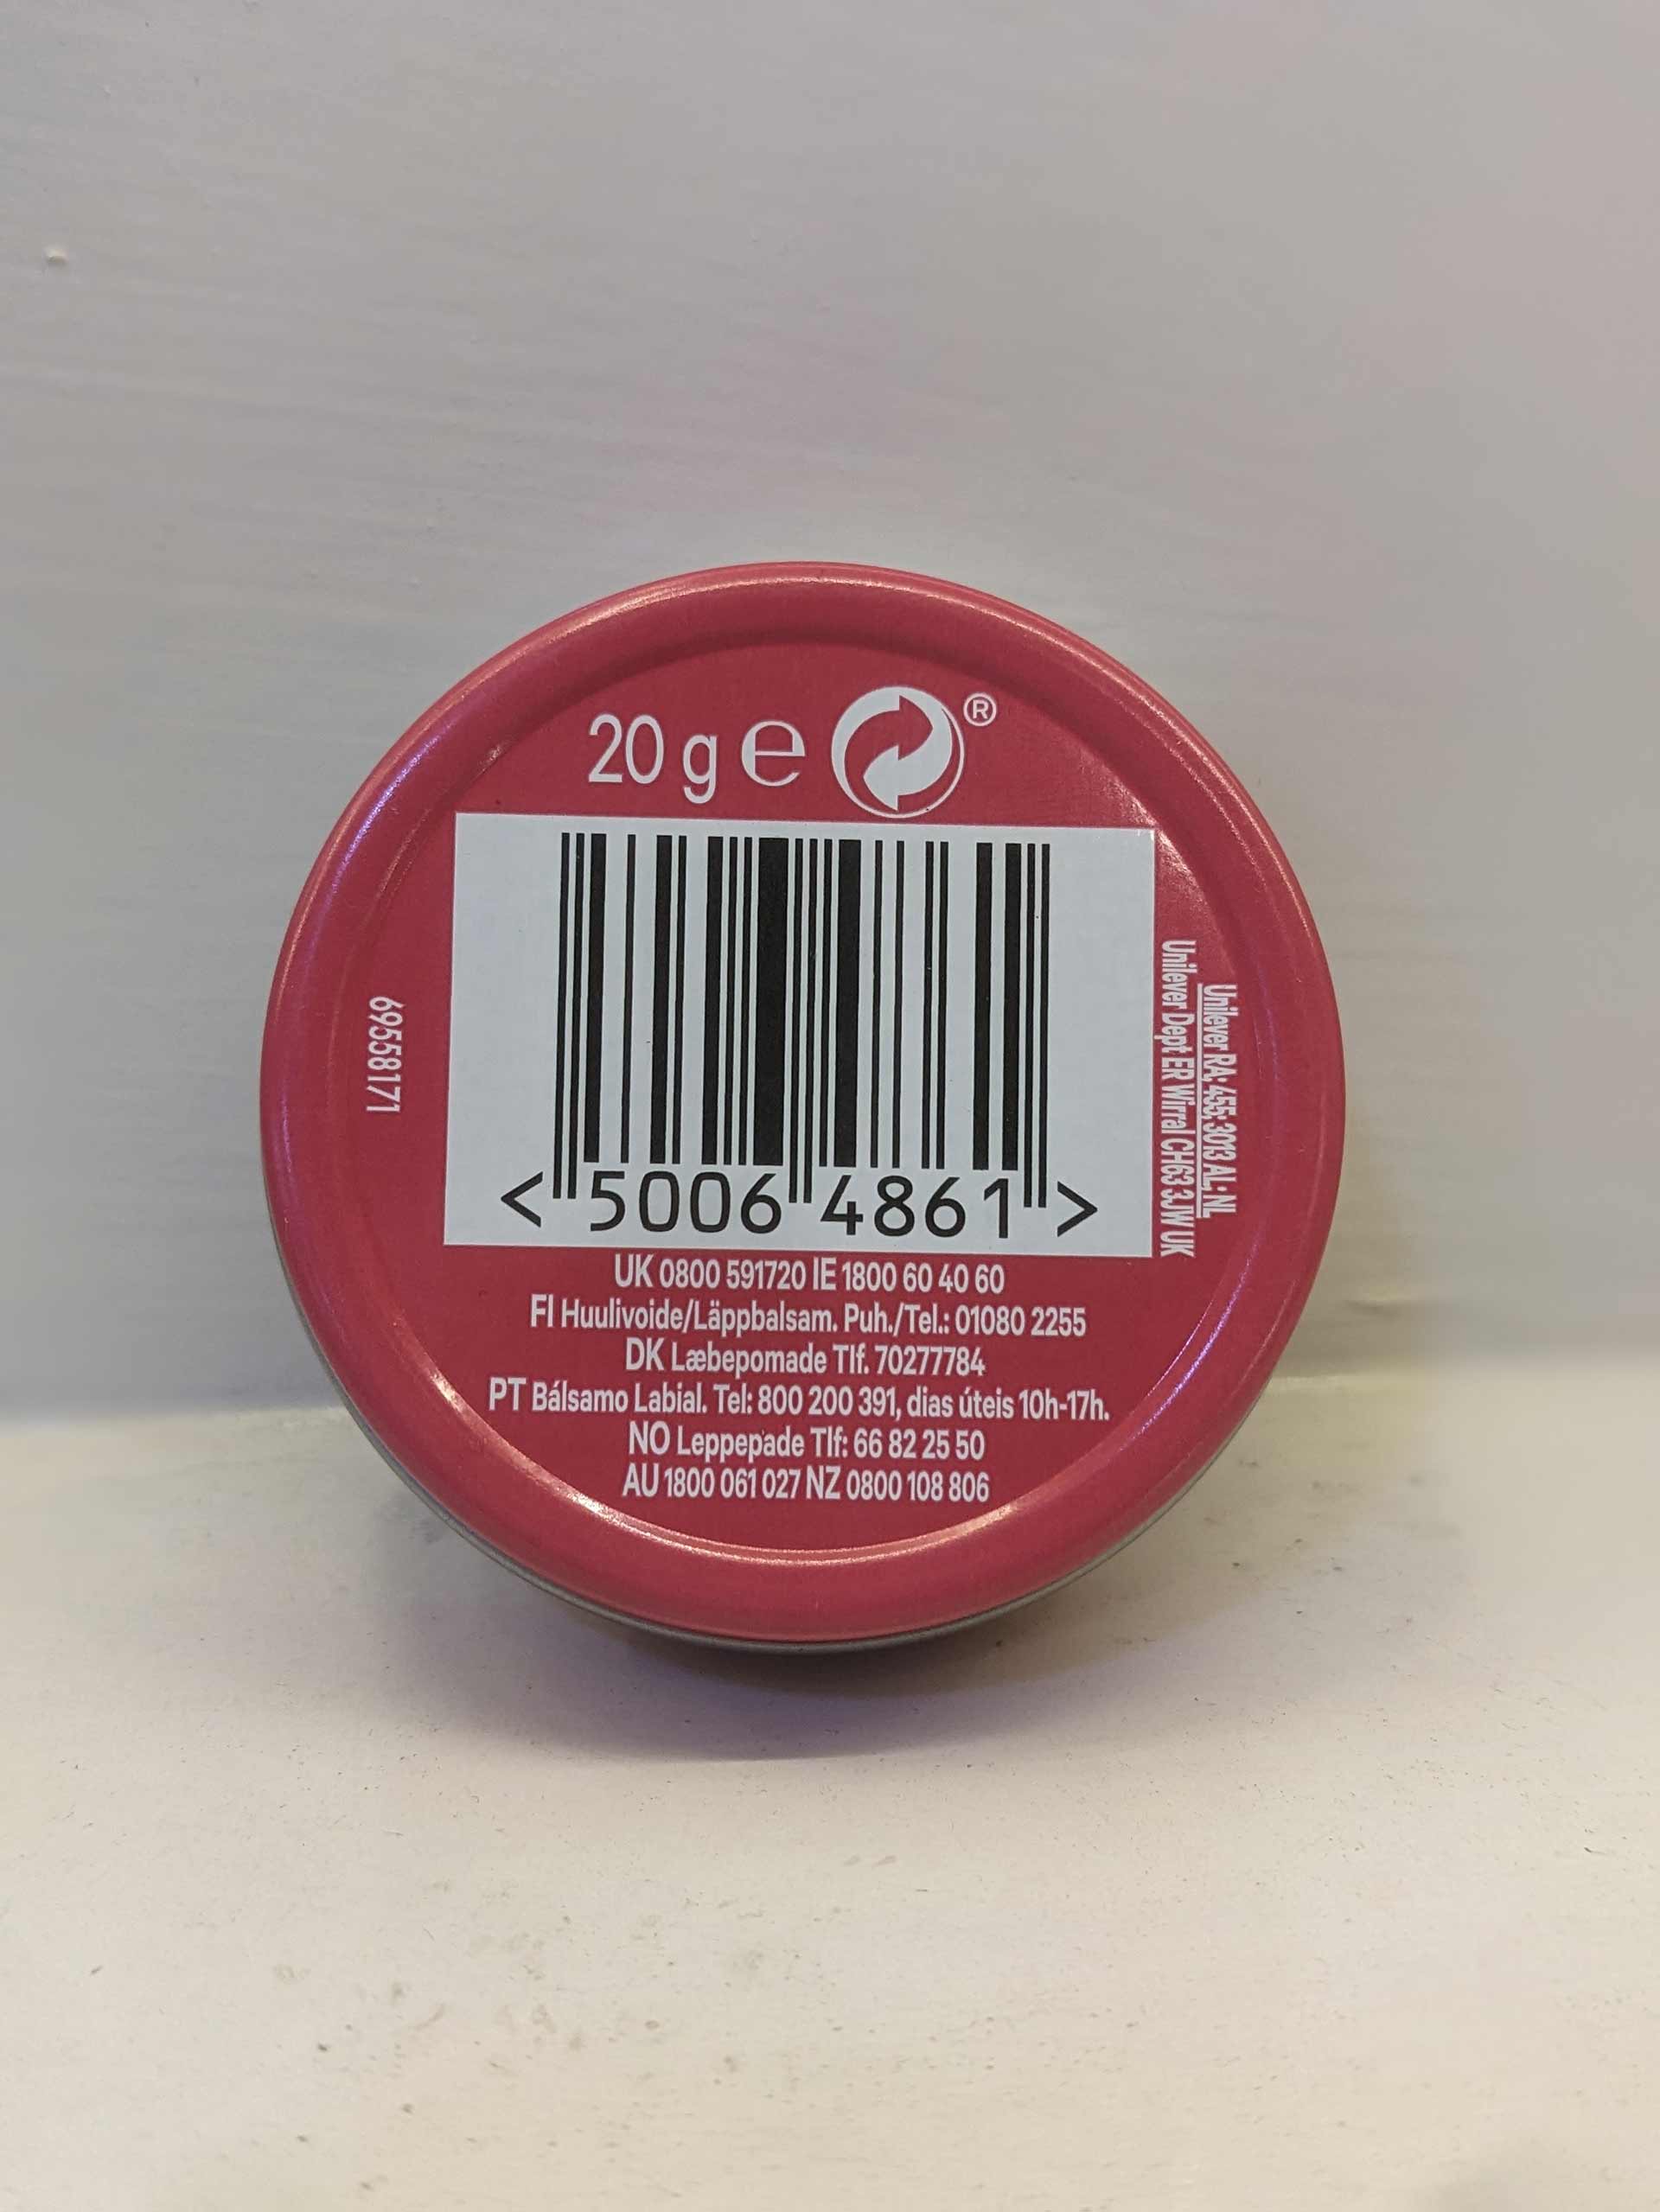 20 g e ®
<50064861>
69558171
Unilever RA: 455; 3013 AL; NL
Unilever Dept ER Wirral CH63 3JW UK
UK 0800 591720 IE 1800 60 40 60
FI Huulivoide/Läppbalsam. Puh./Tel.: 01080 2255
DK Læbepomade Tlf. 70277784
PT Bálsamo Labial. Tel: 800 200 391, dias úteis 10h-17h.
NO Leppepade Tlf: 66 82 25 50
AU 1800 061 027 NZ 0800 108 806